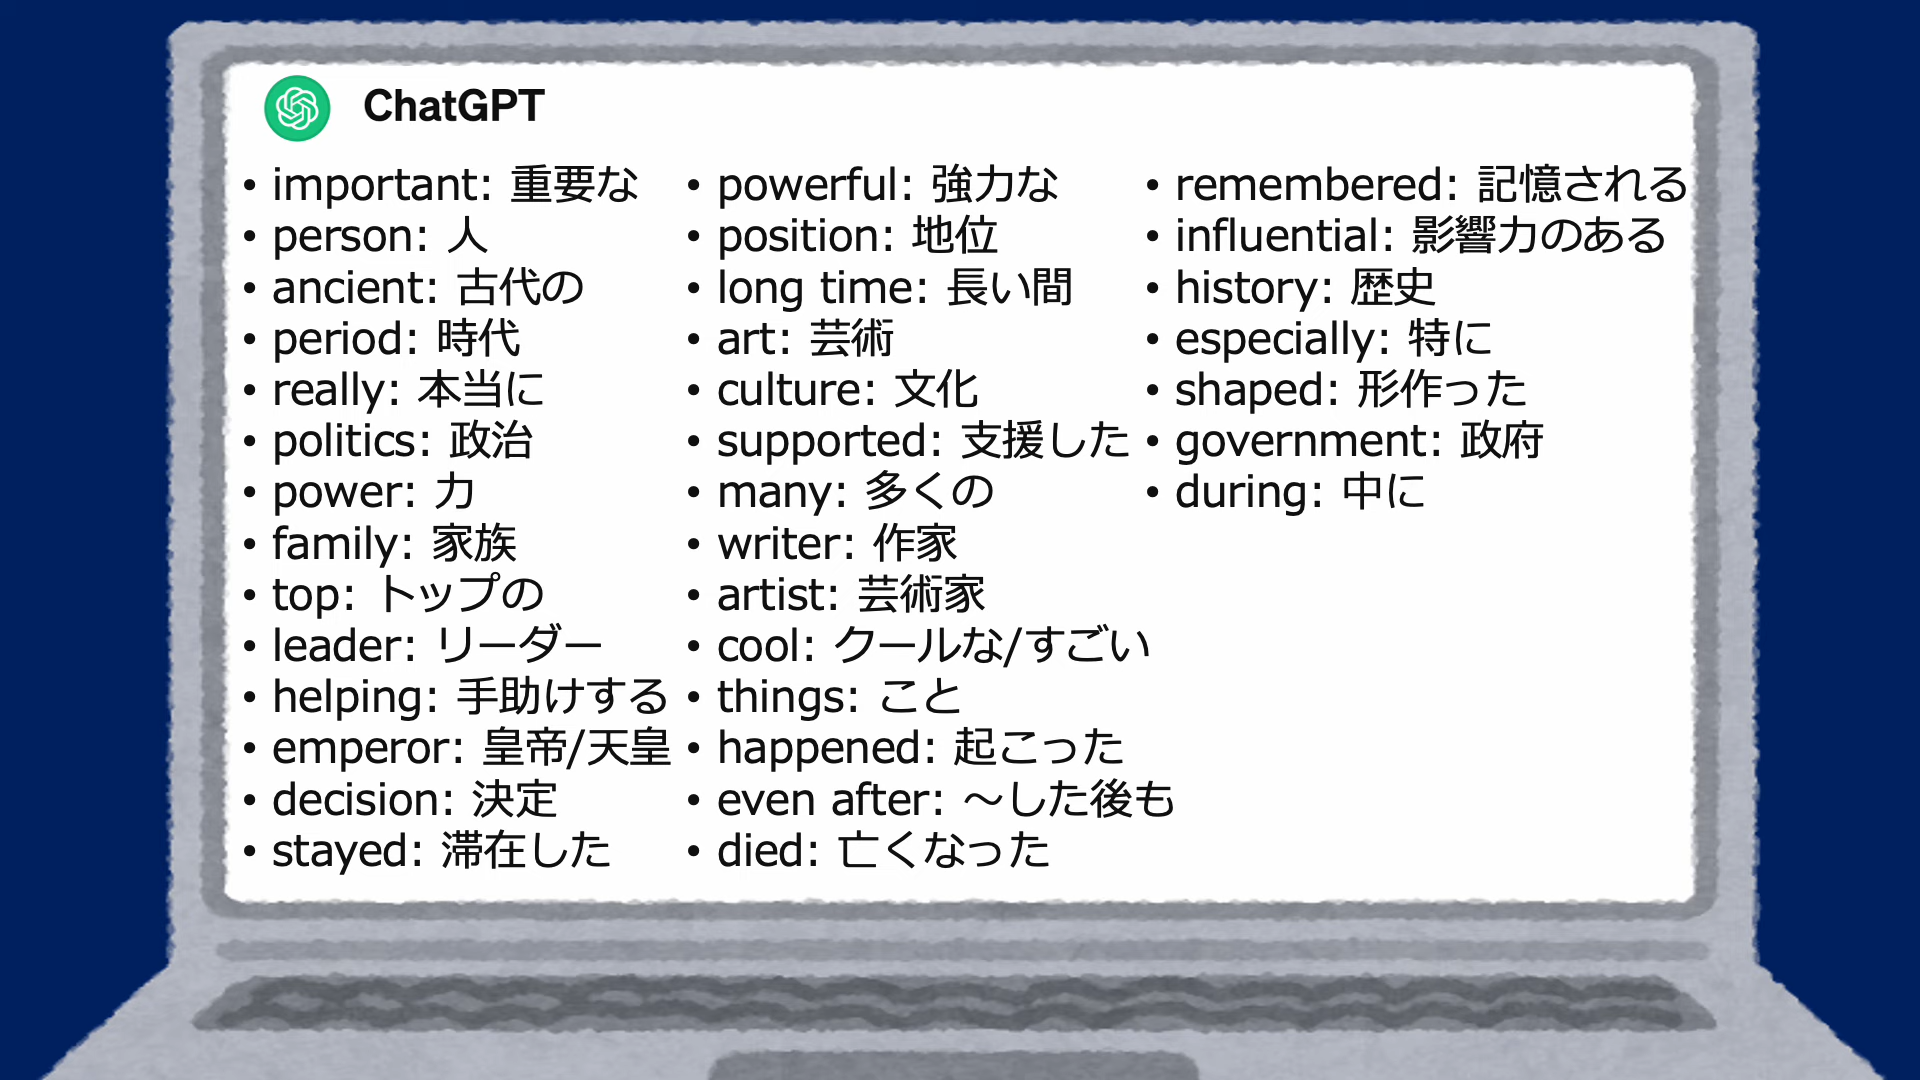 ChatGPT
• important: 重要な
• person: 人
• ancient: 古代の
• period: 時代
• really: 本当に
• politics: 政治
• power: 力
• family: 家族
• top: トップの
• leader: リーダー
• helping: 手助けする
• emperor: 皇帝/天皇
• decision: 決定
• stayed: 滞在した
• powerful: 強力な
• position: 地位
• long time: 長い間
• art: 芸術
• culture: 文化
• supported: 支援した
• many: 多くの
• writer: 作家
• artist: 芸術家
• cool: クールな/すごい
• things: こと
• happened: 起こった
• even after: ～した後も
• died: 亡くなった
• remembered: 記憶される
• influential: 影響力のある
• history: 歴史
• especially: 特に
• shaped: 形作った
• government: 政府
• during: 中に